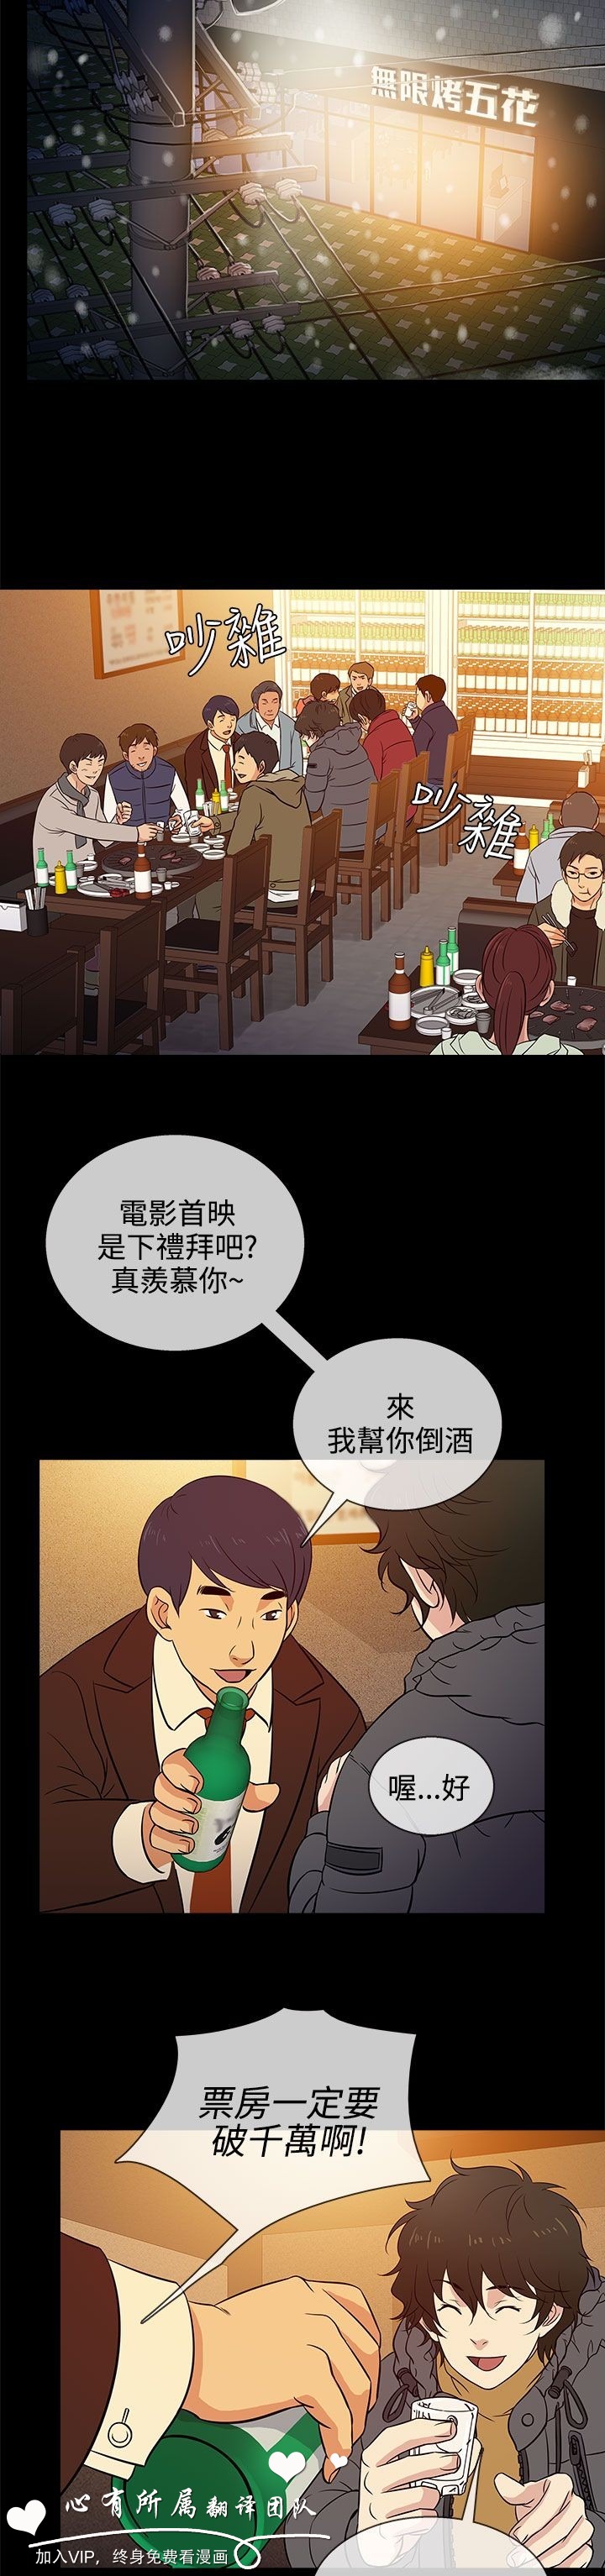 無限烤五花
吵雜
吵雜
電影首映
是下禮拜吧?
真羨慕你~
來
我幫你倒酒
喔...好
票房一定要
破千萬啊!
心有所属翻译团队
加入VIP，终身免费看漫画